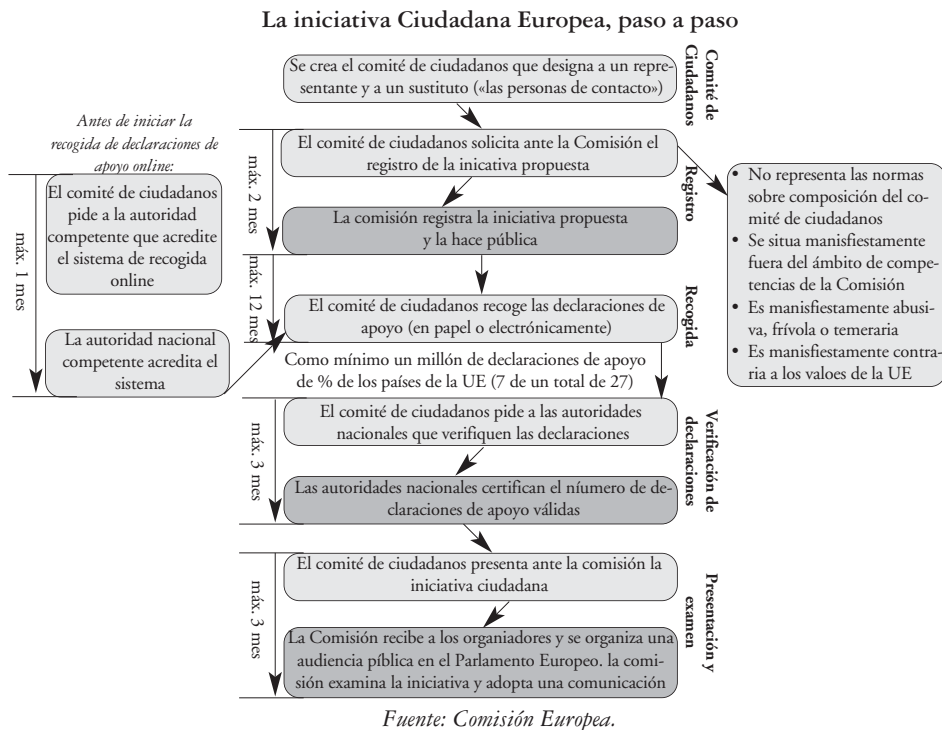 La iniciativa Ciudadana Europea, paso a paso
Se crea el comité de ciudadanos que designa a un repre-
sentante y a un sustituto («las personas de contacto»)
Comité de
Ciudadanos
Antes de iniciar la
recogida de declaraciones de
apoyo online:
máx. 1 mes
El comité de ciudadanos
pide a la autoridad
competente que acredite
el sistema de recogida
online
La autoridad nacional
competente acredita el
sistema
máx. 2 mes
El comité de ciudadanos solicita ante la Comisión el
registro de la inicativa propuesta
La comisión registra la iniciativa propuesta
y la hace pública
Registro
• No representa las normas
sobre composición del co-
mité de ciudadanos
• Se situa manisfiestamente
fuera del ámbito de compe-
tencias de la Comisión
• Es manisfiestamente abusi-
va, frívola o temeraria
• Es manisfiestamente contra-
ria a los valoes de la UE
máx. 12 mes
El comité de ciudadanos recoge las declaraciones de
apoyo (en papel o electrónicamente)
Recogida
Como mínimo un millón de declaraciones de apoyo
de % de los países de la UE (7 de un total de 27)
máx. 3 mes
El comité de ciudadanos pide a las autoridades
nacionales que verifiquen las declaraciones
Las autoridades nacionales certifican el níumero de de-
claraciones de apoyo válidas
Verificación de
declaraciones
máx. 3 mes
El comité de ciudadanos presenta ante la comisión la
iniciativa ciudadana
La Comisión recibe a los organiadores y se organiza una
audiencia píblica en el Parlamento Europeo. la comi-
sión examina la iniciativa y adopta una comunicación
Presentación y
examen
Fuente: Comisión Europea.